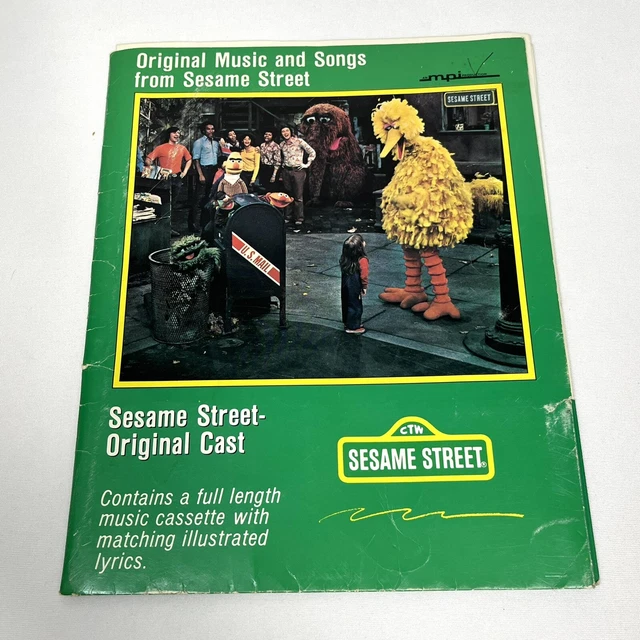 Original Music and Songs
from Sesame Street
mpi
SESAME STREET
U.S. MAIL
Sesame Street-
Original Cast
CTW
SESAME STREET®
Contains a full length
music cassette with
matching illustrated
lyrics.